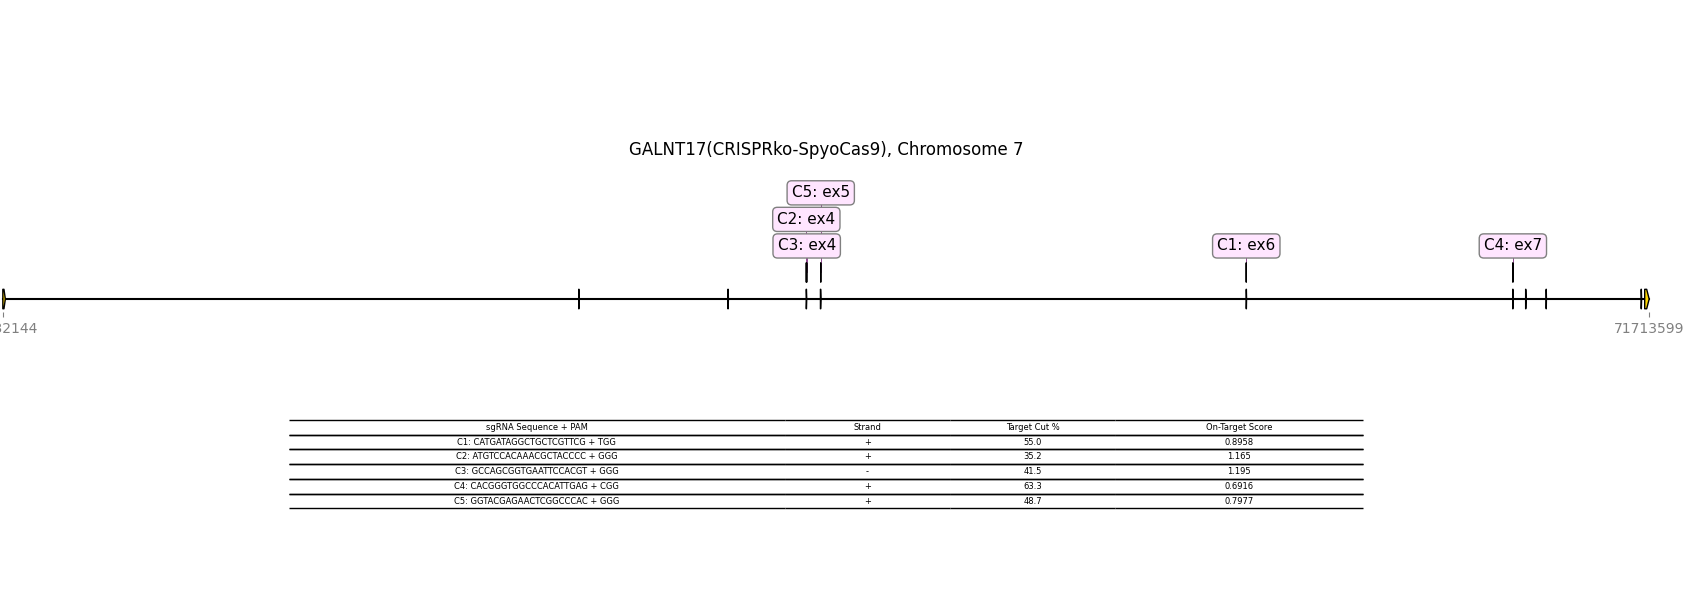 GALNT17(CRISPRko-SpyoCas9), Chromosome 7
C5: ex5
C2: ex4
C3: ex4
C1: ex6
C4: ex7
32144
71713599
sgRNA Sequence + PAM Strand Target Cut % On-Target Score
C1: CATGATAGGCTGCTCGTTCG + TGG + 55.0 0.8958
C2: ATGTCCACAAACGCTACCCC + GGG + 35.2 1.165
C3: GCCAGCGGTGAATTCCACGT + GGG - 41.5 1.195
C4: CACGGGTGGCCCACATTGAG + CGG + 63.3 0.6916
C5: GGTACGAGAACTCGGCCCAC + GGG + 48.7 0.7977